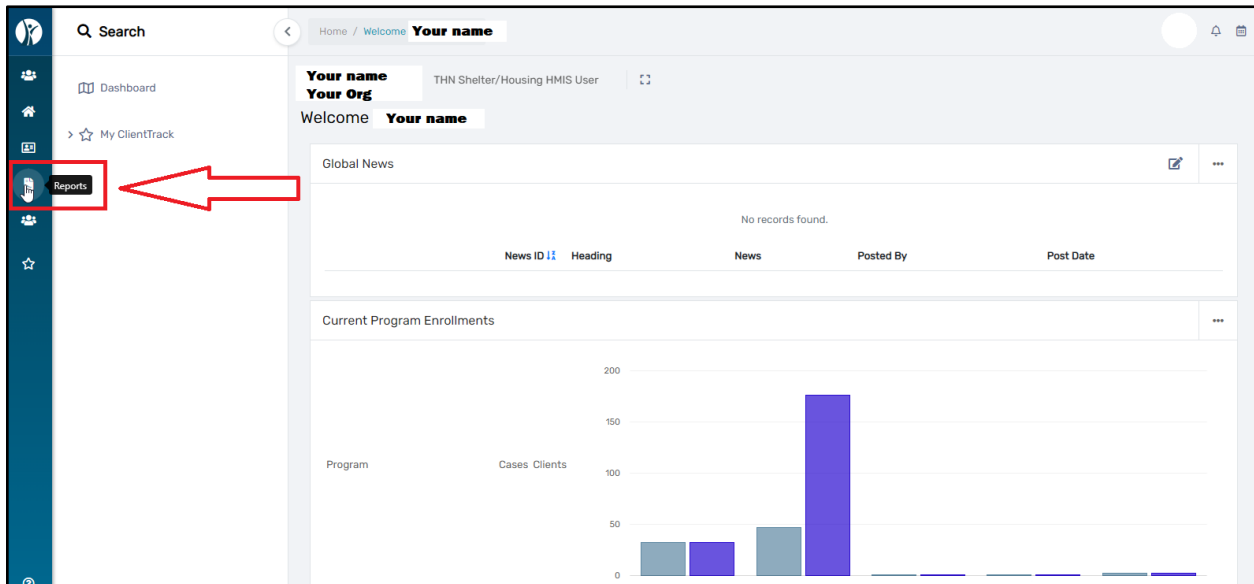 Search
Home / Welcome Your name
Dashboard
My ClientTrack
Reports
Your name
Your Org
THN Shelter/Housing HMIS User
Welcome Your name
Global News
No records found.
News ID Heading News Posted By Post Date
Current Program Enrollments
Program Cases Clients
200
150
100
50
0